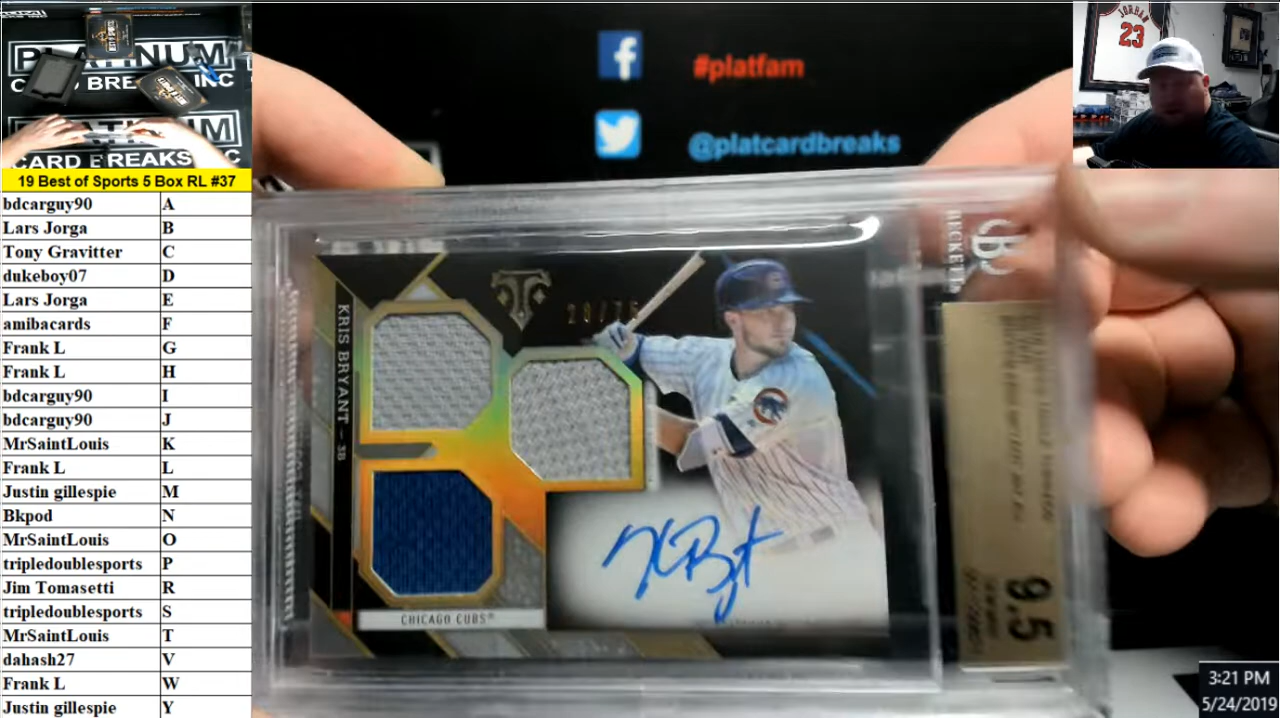 PLATINUM
CARD BREAKS INC
PLATINUM
CARD BREAKS INC
19 Best of Sports 5 Box RL #37
bdcarguy90 A
Lars Jorga B
Tony Gravitter C
dukeboy07 D
Lars Jorga E
amibacards F
Frank L G
Frank L H
bdcarguy90 I
bdcarguy90 J
MrSaintLouis K
Frank L L
Justin gillespie M
Bkpod N
MrSaintLouis O
tripledoublesports P
Jim Tomasetti R
tripledoublesports S
MrSaintLouis T
dahash27 V
Frank L W
Justin gillespie Y
f
#platfam
@platcardbreaks
KRIS BRYANT – 3B
CHICAGO CUBS®
BECKETT
9.5
JORDAN
23
3:21 PM
5/24/2019